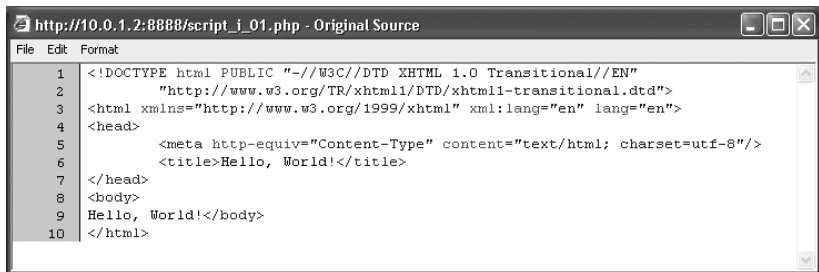 http://10.0.1.2:8888/script_i_01.php - Original Source
File Edit Format
1 <!DOCTYPE html PUBLIC "-//W3C//DTD XHTML 1.0 Transitional//EN"
2 "http://www.w3.org/TR/xhtml1/DTD/xhtml1-transitional.dtd">
3 <html xmlns="http://www.w3.org/1999/xhtml" xml:lang="en" lang="en">
4 <head>
5 <meta http-equiv="Content-Type" content="text/html; charset=utf-8"/>
6 <title>Hello, World!</title>
7 </head>
8 <body>
9 Hello, World!</body>
10 </html>